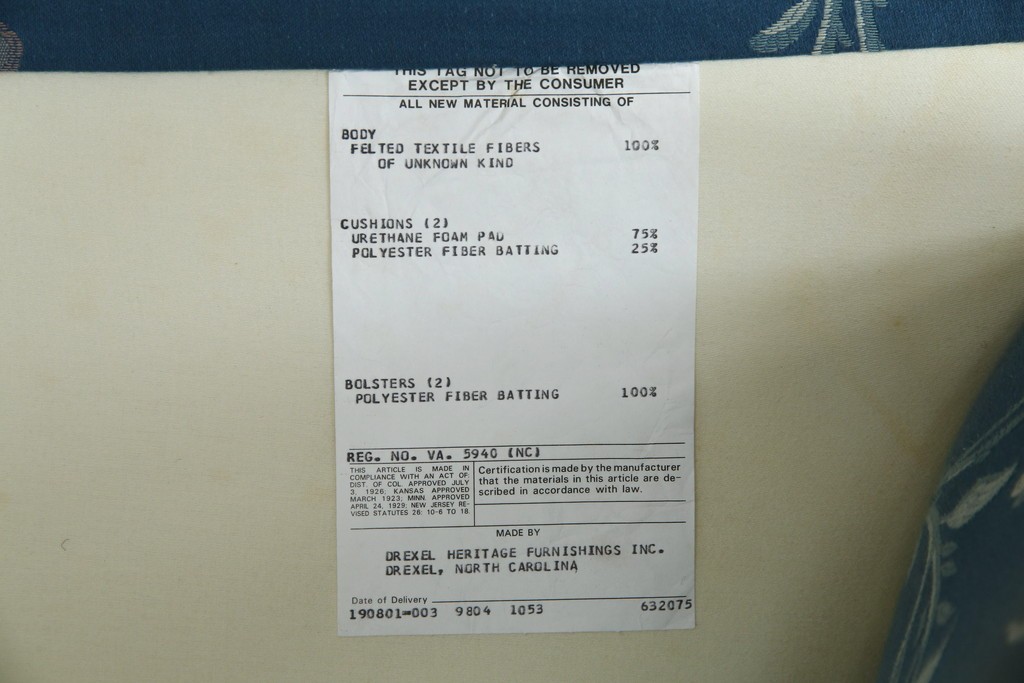 THIS TAG NOT TO BE REMOVED
EXCEPT BY THE CONSUMER
ALL NEW MATERIAL CONSISTING OF
BODY
FELTED TEXTILE FIBERS 100%
OF UNKNOWN KIND
CUSHIONS (2)
URETHANE FOAM PAD 75%
POLYESTER FIBER BATTING 25%
BOLSTERS (2)
POLYESTER FIBER BATTING 100%
REG. NO. VA. 5940 (NC)
THIS ARTICLE IS MADE IN
COMPLIANCE WITH AN ACT OF:
DIST. OF COL. APPROVED JULY
3, 1926; KANSAS APPROVED
MARCH 1923; MINN. APPROVED
APRIL 24, 1929; NEW JERSEY RE-
VISED STATUTES 26: 10-6 TO 18.
Certification is made by the manufacturer
that the materials in this article are de-
scribed in accordance with law.
MADE BY
DREXEL HERITAGE FURNISHINGS INC.
DREXEL, NORTH CAROLINA
Date of Delivery
190801-003 9804 1053 632075